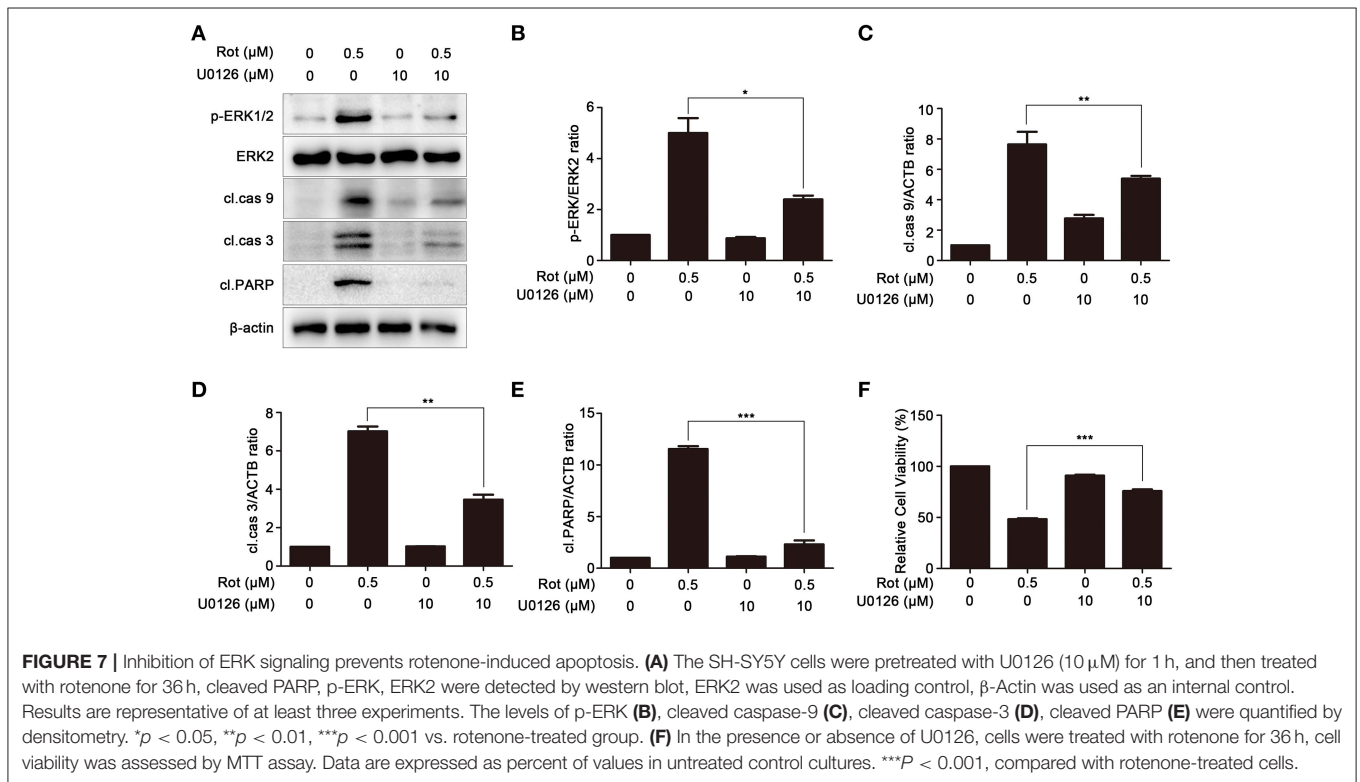 A
Rot (μM) 0 0.5 0 0.5
U0126 (μM) 0 0 10 10
p-ERK1/2
ERK2
cl.cas 9
cl.cas 3
cl.PARP
β-actin
B
p-ERK/ERK2 ratio
6
4
2
0
*
Rot (μM) 0 0.5 0 0.5
U0126 (μM) 0 0 10 10
C
cl.cas 9/ACTB ratio
10
8
6
4
2
0
**
Rot (μM) 0 0.5 0 0.5
U0126 (μM) 0 0 10 10
D
cl.cas 3/ACTB ratio
8
6
4
2
0
**
Rot (μM) 0 0.5 0 0.5
U0126 (μM) 0 0 10 10
E
cl.PARP/ACTB ratio
15
10
5
0
***
Rot (μM) 0 0.5 0 0.5
U0126 (μM) 0 0 10 10
F
Relative Cell Viability (%)
150
100
50
0
***
Rot (μM) 0 0.5 0 0.5
U0126 (μM) 0 0 10 10
FIGURE 7 | Inhibition of ERK signaling prevents rotenone-induced apoptosis. (A) The SH-SY5Y cells were pretreated with U0126 (10 μM) for 1 h, and then treated
with rotenone for 36 h, cleaved PARP, p-ERK, ERK2 were detected by western blot, ERK2 was used as loading control, β-Actin was used as an internal control.
Results are representative of at least three experiments. The levels of p-ERK (B), cleaved caspase-9 (C), cleaved caspase-3 (D), cleaved PARP (E) were quantified by
densitometry. *p < 0.05, **p < 0.01, ***p < 0.001 vs. rotenone-treated group. (F) In the presence or absence of U0126, cells were treated with rotenone for 36 h, cell
viability was assessed by MTT assay. Data are expressed as percent of values in untreated control cultures. ***P < 0.001, compared with rotenone-treated cells.